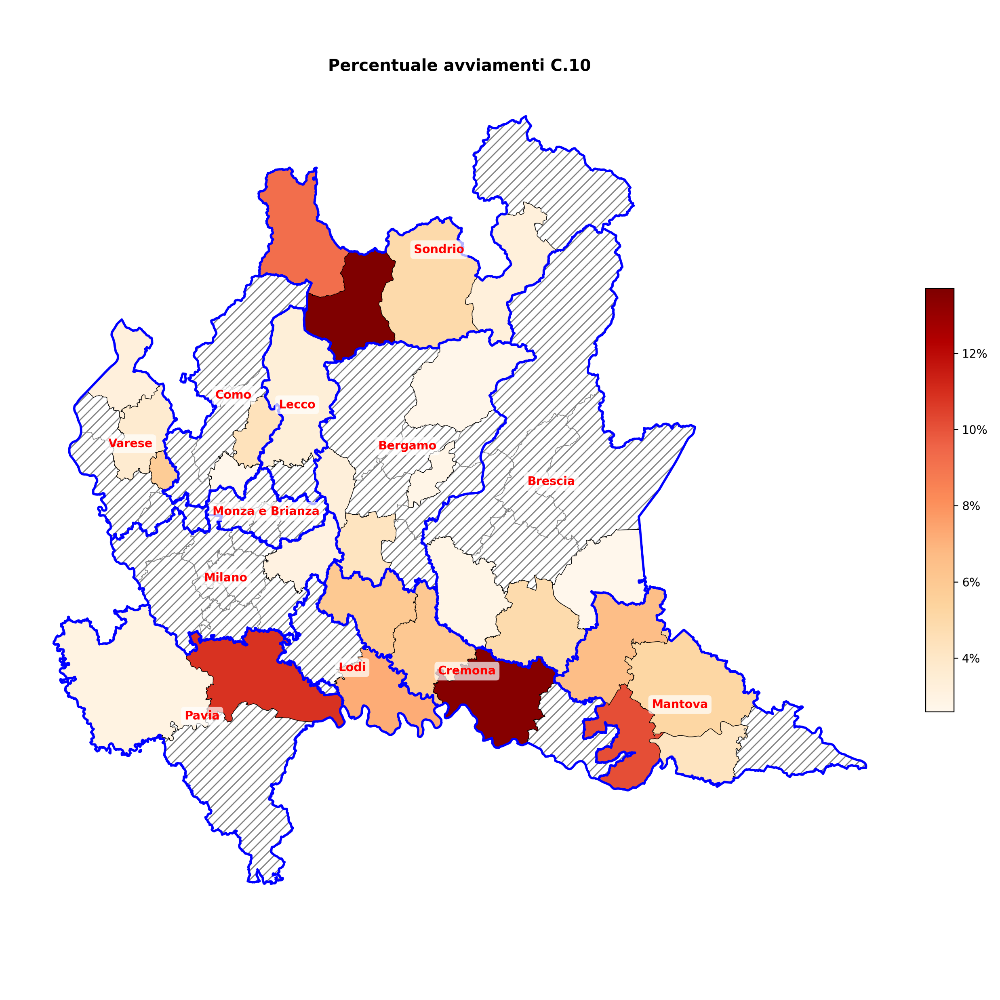 Percentuale avviamenti C.10
Sondrio
12%
Como
Lecco
10%
Varese
Bergamo
Brescia
8%
Monza e Brianza
Milano
6%
4%
Lodi
Cremona
Mantova
Pavia